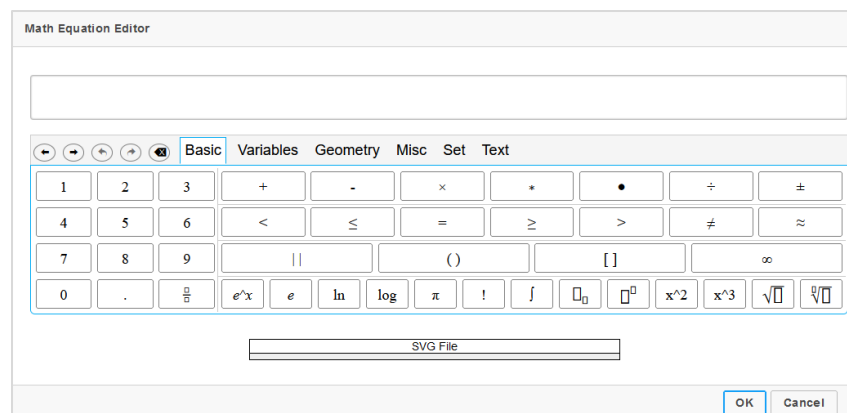 Math Equation Editor
Basic Variables Geometry Misc Set Text
1 2 3 + - × * • ÷ ±
4 5 6 < ≤ = ≥ > ≠ ≈
7 8 9 | | ( ) [ ] ∞
0 . □/□ e^x e ln log π ! ∫ □□ □□ x^2 x^3 √□ □√□
SVG File
OK Cancel